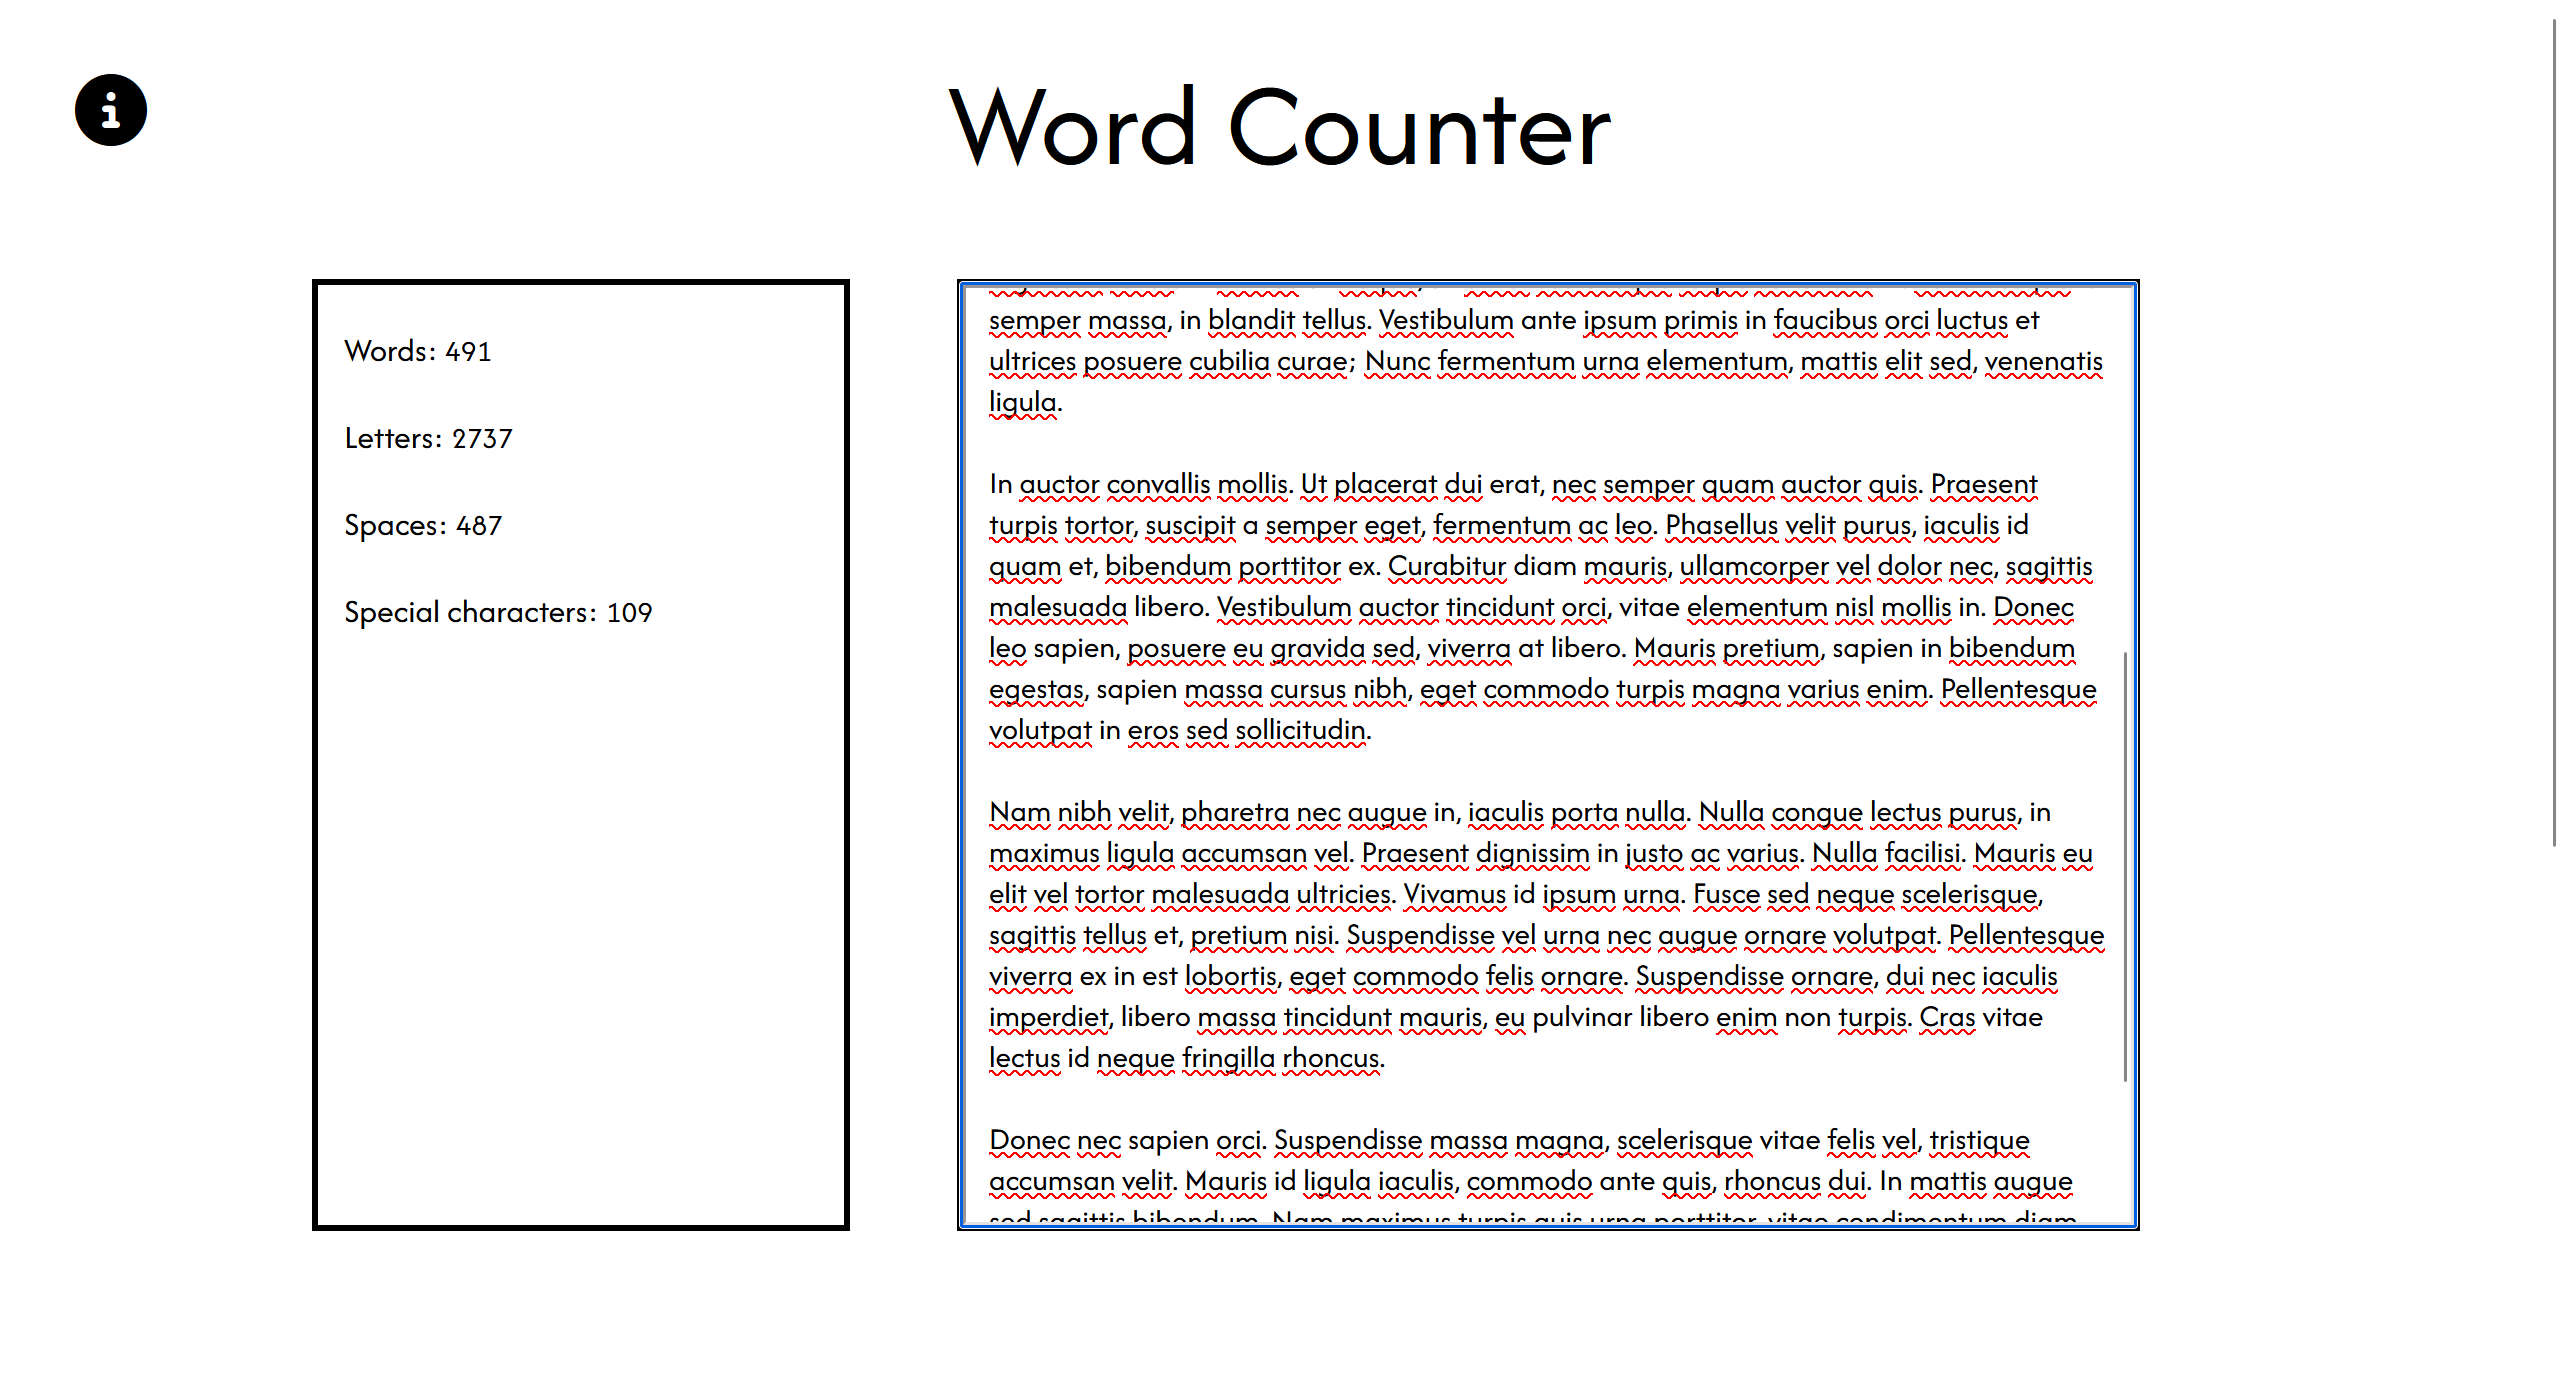 Word Counter
Words: 491
Letters: 2737
Spaces: 487
Special characters: 109
semper massa, in blandit tellus. Vestibulum ante ipsum primis in faucibus orci luctus et
ultrices posuere cubilia curae; Nunc fermentum urna elementum, mattis elit sed, venenatis
ligula.
In auctor convallis mollis. Ut placerat dui erat, nec semper quam auctor quis. Praesent
turpis tortor, suscipit a semper eget, fermentum ac leo. Phasellus velit purus, iaculis id
quam et, bibendum porttitor ex. Curabitur diam mauris, ullamcorper vel dolor nec, sagittis
malesuada libero. Vestibulum auctor tincidunt orci, vitae elementum nisl mollis in. Donec
leo sapien, posuere eu gravida sed, viverra at libero. Mauris pretium, sapien in bibendum
egestas, sapien massa cursus nibh, eget commodo turpis magna varius enim. Pellentesque
volutpat in eros sed sollicitudin.
Nam nibh velit, pharetra nec augue in, iaculis porta nulla. Nulla congue lectus purus, in
maximus ligula accumsan vel. Praesent dignissim in justo ac varius. Nulla facilisi. Mauris eu
elit vel tortor malesuada ultricies. Vivamus id ipsum urna. Fusce sed neque scelerisque,
sagittis tellus et, pretium nisi. Suspendisse vel urna nec augue ornare volutpat. Pellentesque
viverra ex in est lobortis, eget commodo felis ornare. Suspendisse ornare, dui nec iaculis
imperdiet, libero massa tincidunt mauris, eu pulvinar libero enim non turpis. Cras vitae
lectus id neque fringilla rhoncus.
Donec nec sapien orci. Suspendisse massa magna, scelerisque vitae felis vel, tristique
accumsan velit. Mauris id ligula iaculis, commodo ante quis, rhoncus dui. In mattis augue
sed sagittis bibendum. Nam maximus turpis quis urna porttitor, vitae condimentum diam